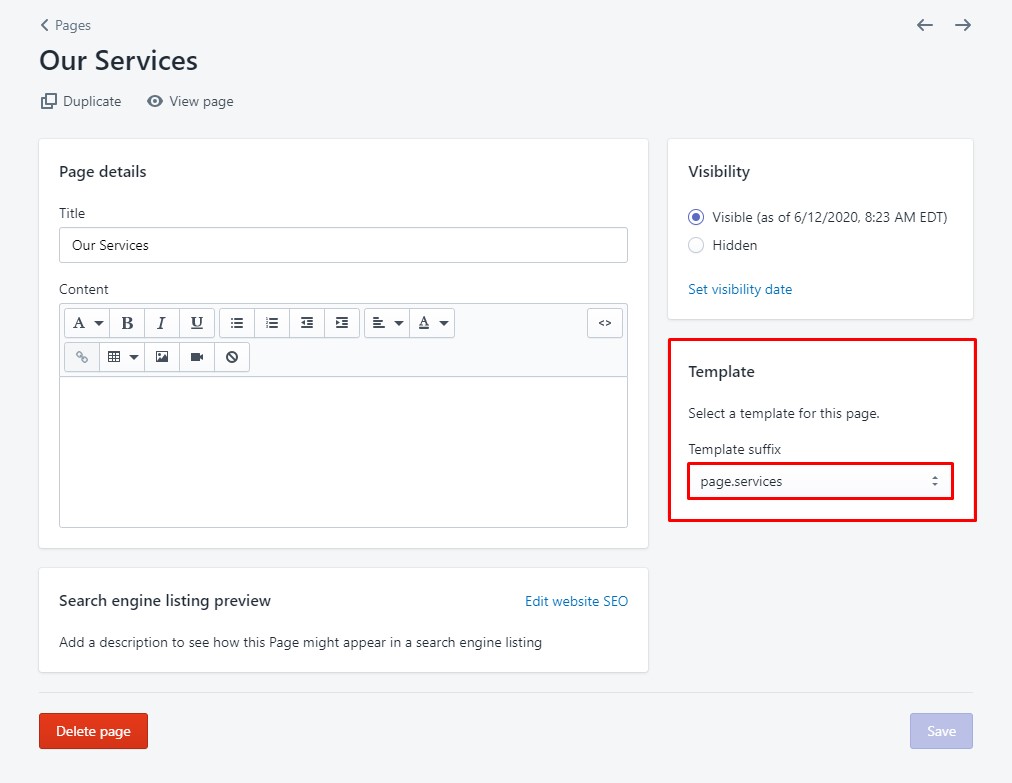 Pages
Our Services
Duplicate View page
Page details
Title
Our Services
Content
A B I U A <>
Search engine listing preview Edit website SEO
Add a description to see how this Page might appear in a search engine listing
Visibility
Visible (as of 6/12/2020, 8:23 AM EDT)
Hidden
Set visibility date
Template
Select a template for this page.
Template suffix
page.services
Delete page Save